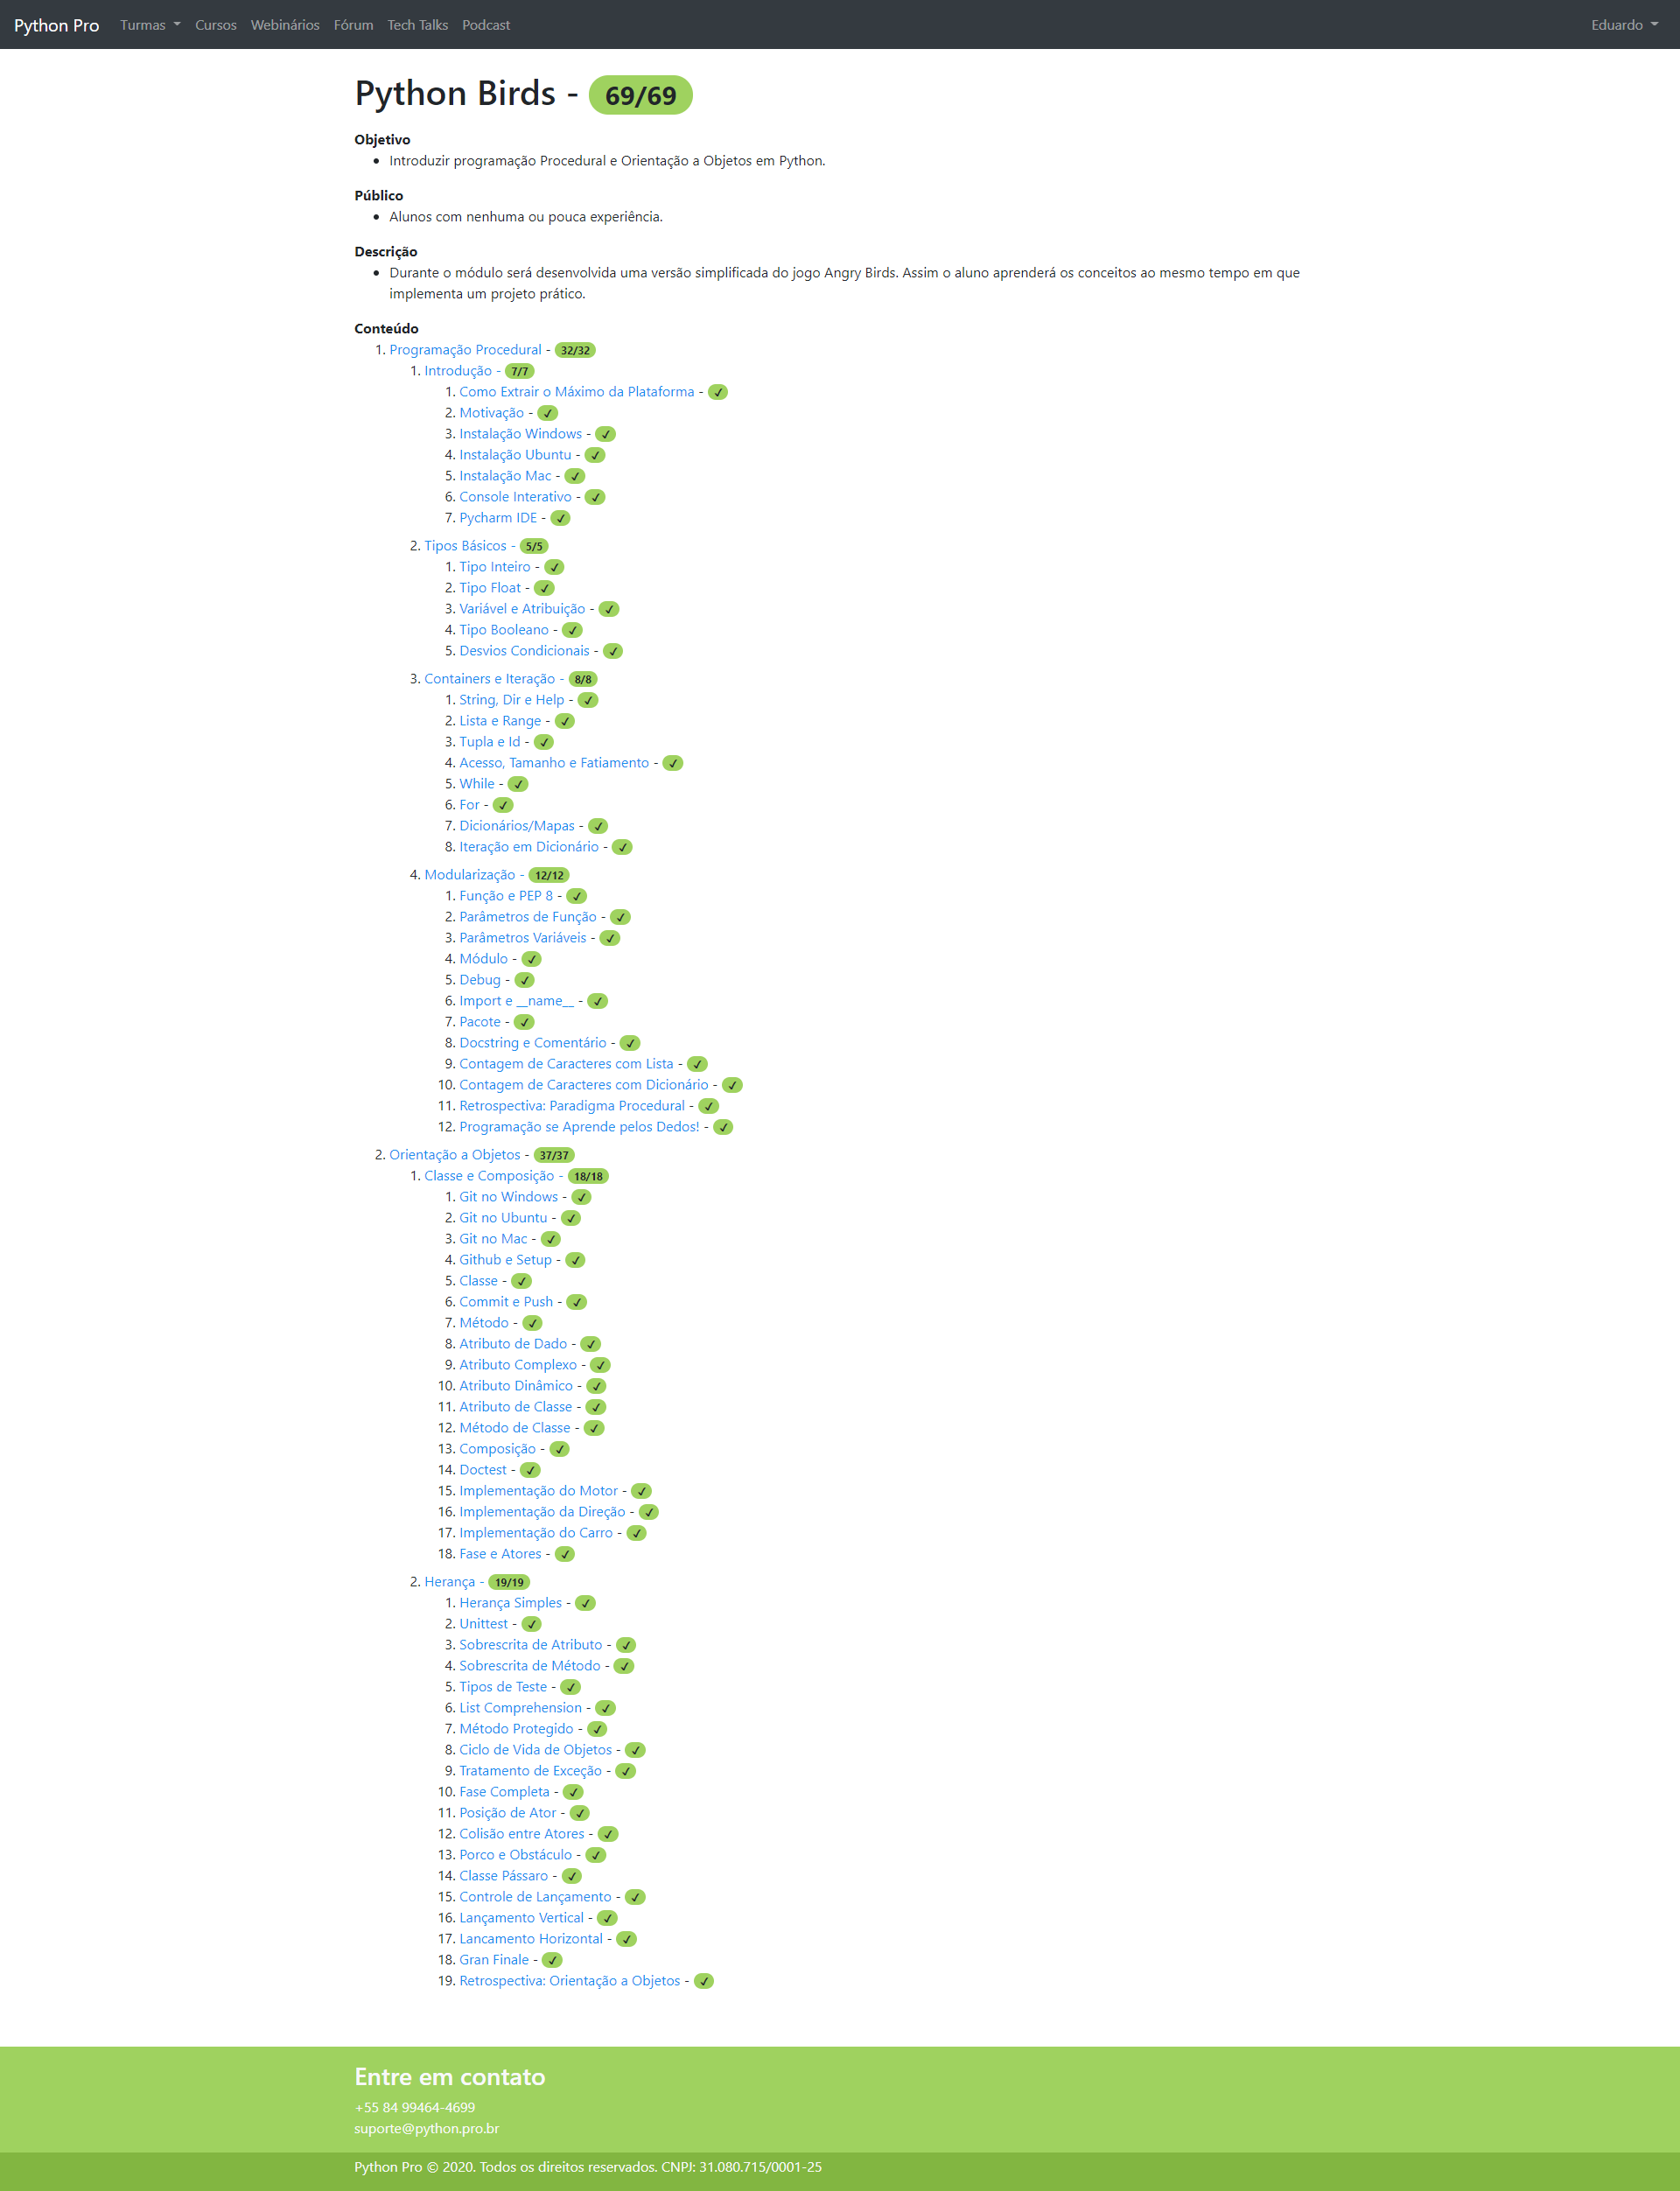 Python Pro Turmas Cursos Webinários Fórum Tech Talks Podcast Eduardo
Python Birds - 69/69
Objetivo
• Introduzir programação Procedural e Orientação a Objetos em Python.
Público
• Alunos com nenhuma ou pouca experiência.
Descrição
• Durante o módulo será desenvolvida uma versão simplificada do jogo Angry Birds. Assim o aluno aprenderá os conceitos ao mesmo tempo em que
implementa um projeto prático.
Conteúdo
1. Programação Procedural - 32/32
1. Introdução - 7/7
1. Como Extrair o Máximo da Plataforma - ✓
2. Motivação - ✓
3. Instalação Windows - ✓
4. Instalação Ubuntu - ✓
5. Instalação Mac - ✓
6. Console Interativo - ✓
7. Pycharm IDE - ✓
2. Tipos Básicos - 5/5
1. Tipo Inteiro - ✓
2. Tipo Float - ✓
3. Variável e Atribuição - ✓
4. Tipo Booleano - ✓
5. Desvios Condicionais - ✓
3. Containers e Iteração - 8/8
1. String, Dir e Help - ✓
2. Lista e Range - ✓
3. Tupla e Id - ✓
4. Acesso, Tamanho e Fatiamento - ✓
5. While - ✓
6. For - ✓
7. Dicionários/Mapas - ✓
8. Iteração em Dicionário - ✓
4. Modularização - 12/12
1. Função e PEP 8 - ✓
2. Parâmetros de Função - ✓
3. Parâmetros Variáveis - ✓
4. Módulo - ✓
5. Debug - ✓
6. Import e __name__ - ✓
7. Pacote - ✓
8. Docstring e Comentário - ✓
9. Contagem de Caracteres com Lista - ✓
10. Contagem de Caracteres com Dicionário - ✓
11. Retrospectiva: Paradigma Procedural - ✓
12. Programação se Aprende pelos Dedos! - ✓
2. Orientação a Objetos - 37/37
1. Classe e Composição - 18/18
1. Git no Windows - ✓
2. Git no Ubuntu - ✓
3. Git no Mac - ✓
4. Github e Setup - ✓
5. Classe - ✓
6. Commit e Push - ✓
7. Método - ✓
8. Atributo de Dado - ✓
9. Atributo Complexo - ✓
10. Atributo Dinâmico - ✓
11. Atributo de Classe - ✓
12. Método de Classe - ✓
13. Composição - ✓
14. Doctest - ✓
15. Implementação do Motor - ✓
16. Implementação da Direção - ✓
17. Implementação do Carro - ✓
18. Fase e Atores - ✓
2. Herança - 19/19
1. Herança Simples - ✓
2. Unittest - ✓
3. Sobrescrita de Atributo - ✓
4. Sobrescrita de Método - ✓
5. Tipos de Teste - ✓
6. List Comprehension - ✓
7. Método Protegido - ✓
8. Ciclo de Vida de Objetos - ✓
9. Tratamento de Exceção - ✓
10. Fase Completa - ✓
11. Posição de Ator - ✓
12. Colisão entre Atores - ✓
13. Porco e Obstáculo - ✓
14. Classe Pássaro - ✓
15. Controle de Lançamento - ✓
16. Lançamento Vertical - ✓
17. Lancamento Horizontal - ✓
18. Gran Finale - ✓
19. Retrospectiva: Orientação a Objetos - ✓
Entre em contato
+55 84 99464-4699
suporte@python.pro.br
Python Pro © 2020. Todos os direitos reservados. CNPJ: 31.080.715/0001-25